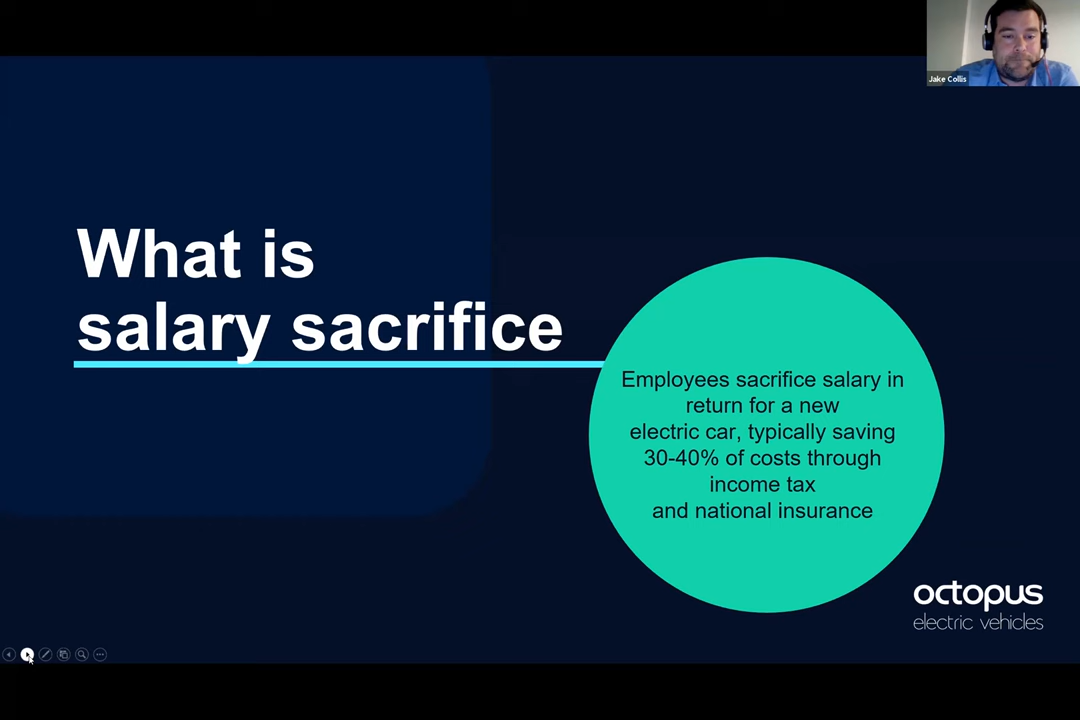 Jake Collis
What is
salary sacrifice
Employees sacrifice salary in
return for a new
electric car, typically saving
30-40% of costs through
income tax
and national insurance
octopus
electric vehicles